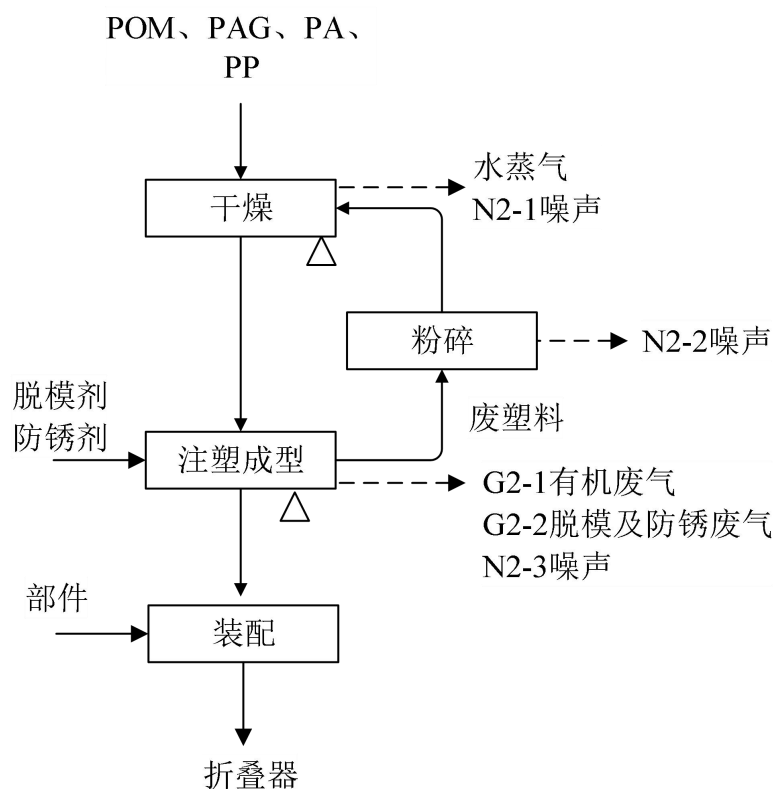 POM、PAG、PA、
PP
水蒸气
干燥
N2-1噪声
粉碎
N2-2噪声
脱模剂
防锈剂
废塑料
注塑成型
G2-1有机废气
G2-2脱模及防锈废气
N2-3噪声
部件
装配
折叠器